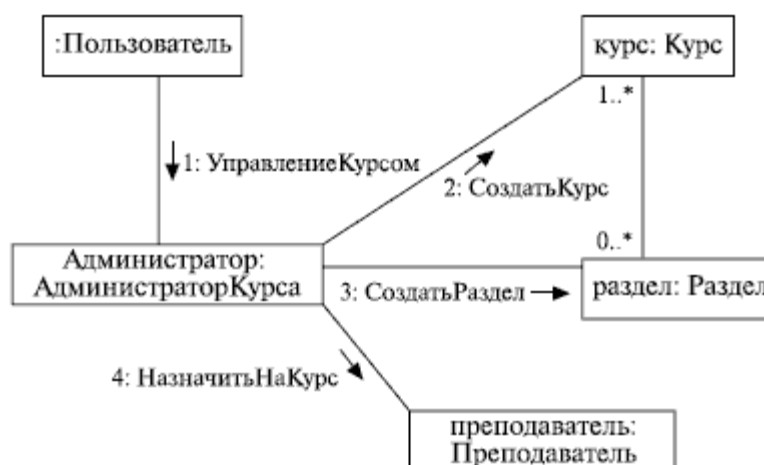 :Пользователь
курс: Курс
1..*
1: УправлениеКурсом
2: СоздатьКурс
0..*
Администратор:
АдминистраторКурса
3: СоздатьРаздел
раздел: Раздел
4: НазначитьНаКурс
преподаватель:
Преподаватель